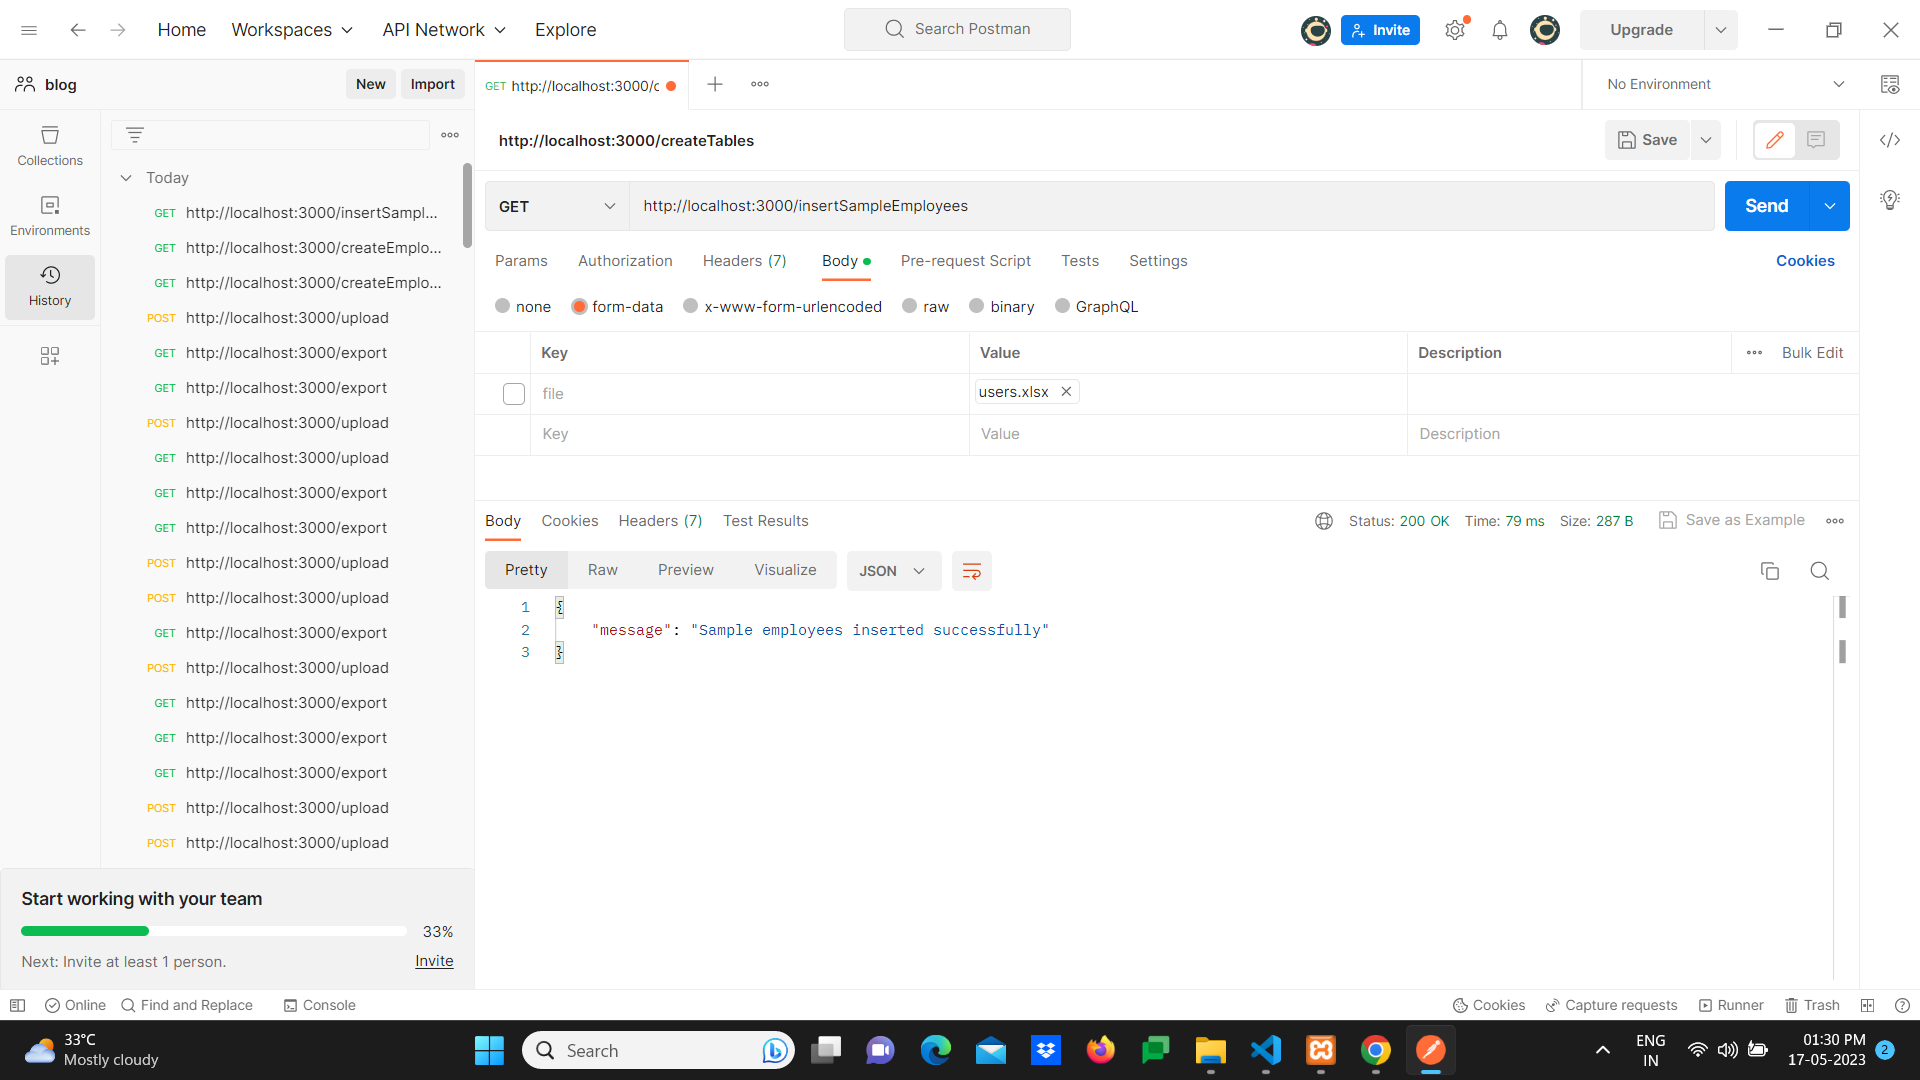 Home Workspaces API Network Explore Search Postman Invite Upgrade
blog New Import GET http://localhost:3000/c No Environment
Collections
Environments
History
Today
GET http://localhost:3000/insertSampl...
GET http://localhost:3000/createEmplo...
GET http://localhost:3000/createEmplo...
POST http://localhost:3000/upload
GET http://localhost:3000/export
GET http://localhost:3000/export
POST http://localhost:3000/upload
GET http://localhost:3000/upload
GET http://localhost:3000/export
GET http://localhost:3000/export
POST http://localhost:3000/upload
POST http://localhost:3000/upload
GET http://localhost:3000/export
POST http://localhost:3000/upload
GET http://localhost:3000/export
GET http://localhost:3000/export
GET http://localhost:3000/export
POST http://localhost:3000/upload
POST http://localhost:3000/upload
Start working with your team
33%
Next: Invite at least 1 person. Invite
http://localhost:3000/createTables Save
GET http://localhost:3000/insertSampleEmployees Send
Params Authorization Headers (7) Body Pre-request Script Tests Settings Cookies
none form-data x-www-form-urlencoded raw binary GraphQL
Key Value Description Bulk Edit
file users.xlsx
Key Value Description
Body Cookies Headers (7) Test Results Status: 200 OK Time: 79 ms Size: 287 B Save as Example
Pretty Raw Preview Visualize JSON
1 {
2 "message": "Sample employees inserted successfully"
3 }
Online Find and Replace Console Cookies Capture requests Runner Trash
33°C
Mostly cloudy
Search
ENG
IN
01:30 PM
17-05-2023
2